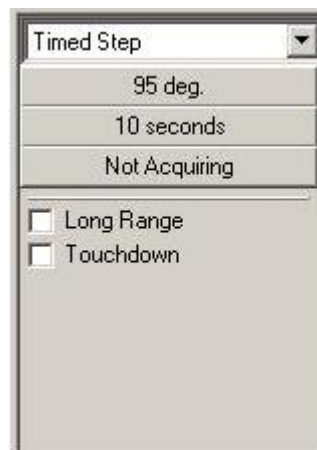 Timed Step
95 deg.
10 seconds
Not Acquiring
Long Range
Touchdown